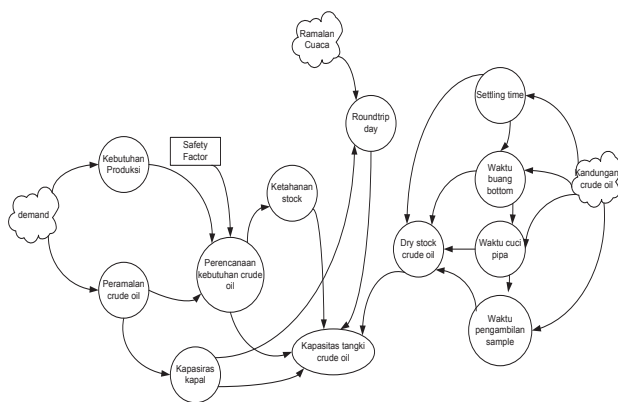 Ramalan
Cuaca
Settling time
Roundtrip
day
Safety
Factor
Kebutuhan
Produksi
Ketahanan
stock
Waktu
buang
bottom
Kandungan
crude oil
demand
Perencanaan
kebutuhan crude
oil
Dry stock
crude oil
Waktu cuci
pipa
Peramalan
crude oil
Waktu
pengambilan
sample
Kapasitas tangki
crude oil
Kapasiras
kapal